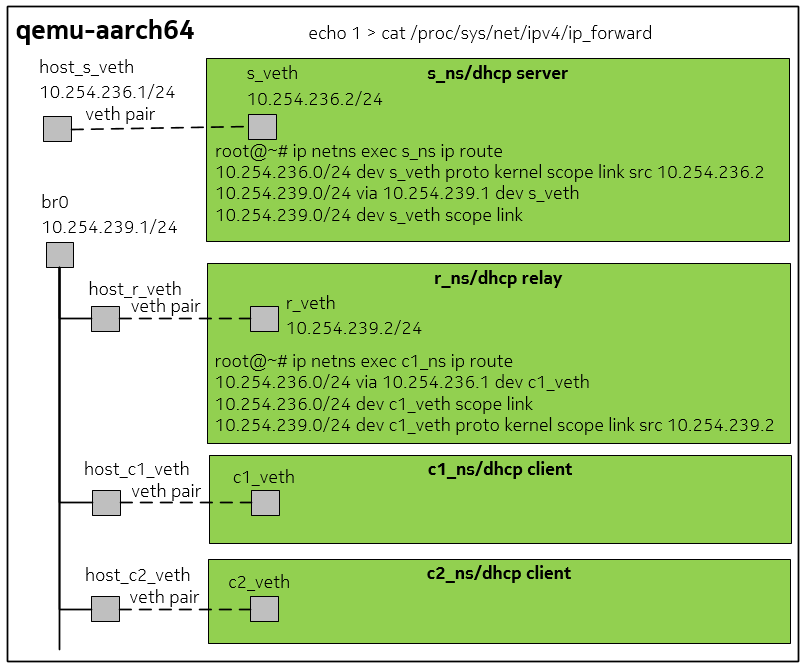 qemu-aarch64
echo 1 > cat /proc/sys/net/ipv4/ip_forward
host_s_veth
10.254.236.1/24
veth pair
s_veth
10.254.236.2/24
s_ns/dhcp server
root@~# ip netns exec s_ns ip route
10.254.236.0/24 dev s_veth proto kernel scope link src 10.254.236.2
10.254.239.0/24 via 10.254.239.1 dev s_veth
10.254.239.0/24 dev s_veth scope link
br0
10.254.239.1/24
r_ns/dhcp relay
host_r_veth
veth pair
r_veth
10.254.239.2/24
root@~# ip netns exec c1_ns ip route
10.254.236.0/24 via 10.254.236.1 dev c1_veth
10.254.236.0/24 dev c1_veth scope link
10.254.239.0/24 dev c1_veth proto kernel scope link src 10.254.239.2
host_c1_veth
veth pair
c1_veth
c1_ns/dhcp client
host_c2_veth
veth pair
c2_veth
c2_ns/dhcp client